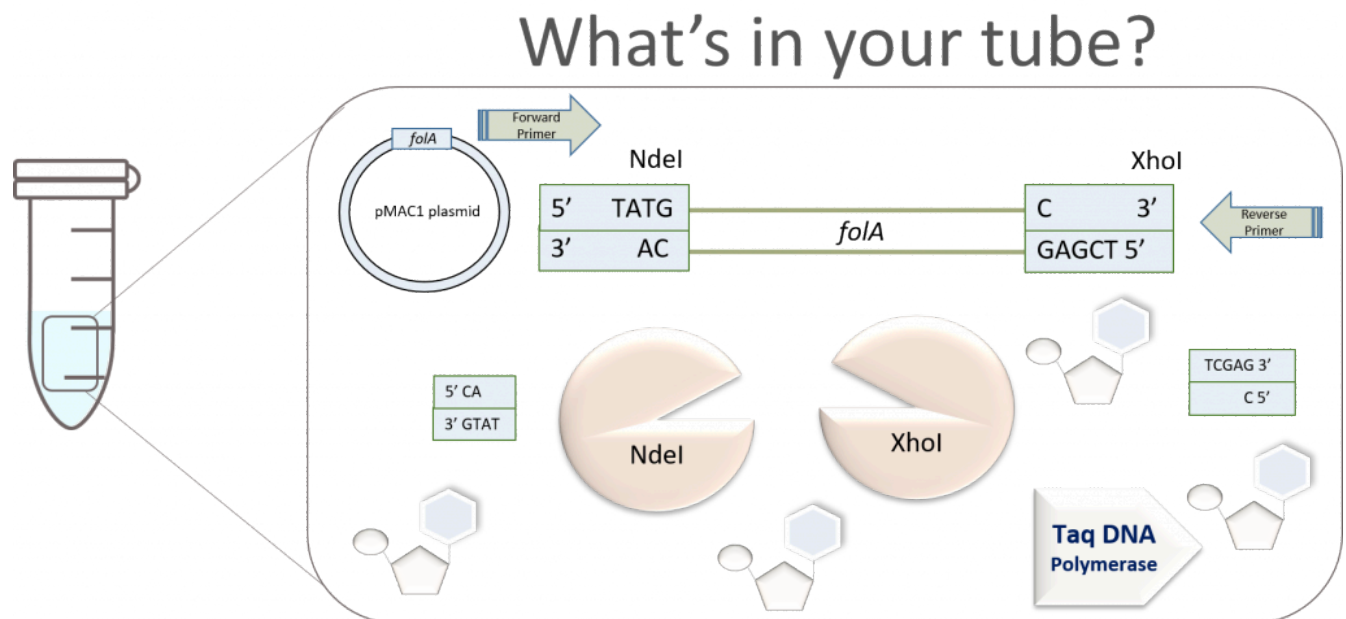 What's in your tube?
folA
pMAC1 plasmid
Forward
Primer
NdeI
XhoI
5' TATG
3' AC
folA
C 3'
GAGCT 5'
Reverse
Primer
5' CA
3' GTAT
NdeI
XhoI
TCGAG 3'
C 5'
Taq DNA
Polymerase